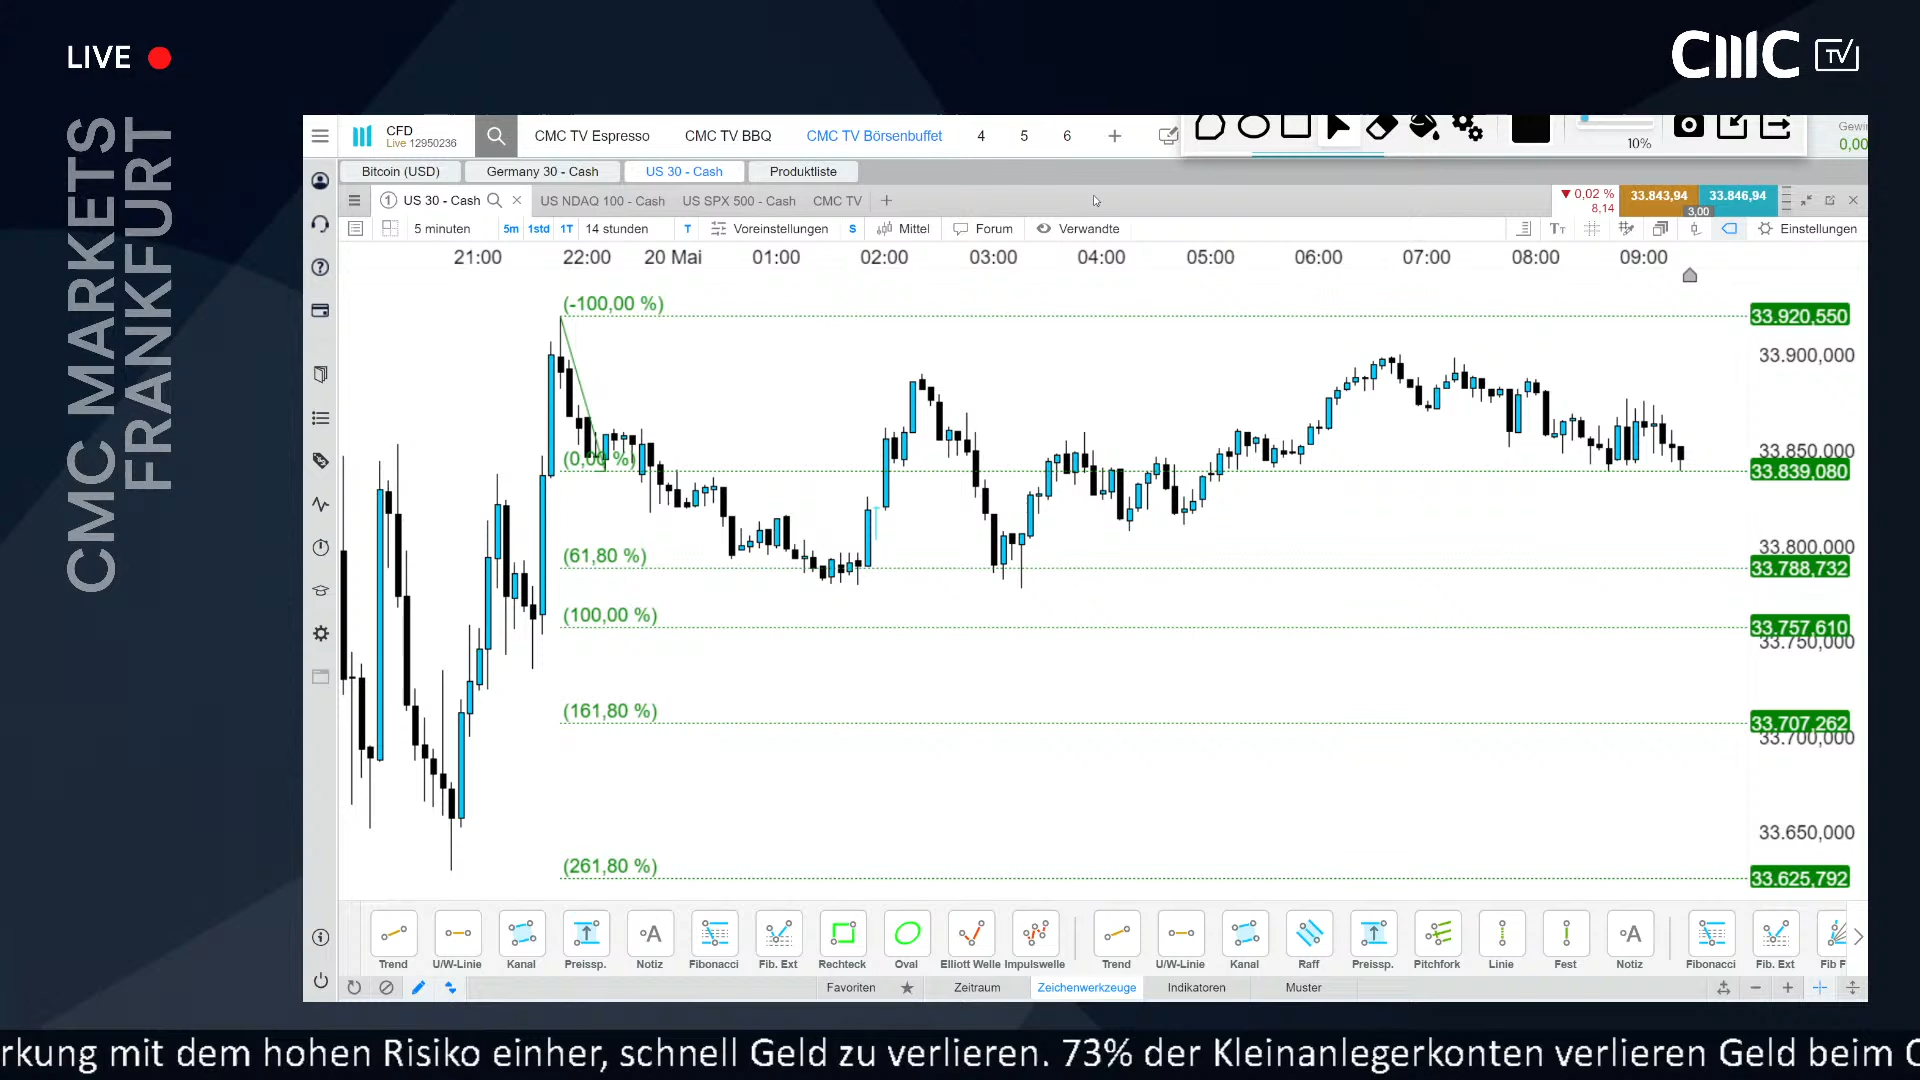 LIVE
CMC TV
CMC MARKETS
FRANKFURT
CFD
Live 12950236
CMC TV Espresso
CMC TV BBQ
CMC TV Börsenbuffet
4
5
6
10%
0,00
Bitcoin (USD)
Germany 30 - Cash
US 30 - Cash
Produktliste
1 US 30 - Cash
US NDAQ 100 - Cash
US SPX 500 - Cash
CMC TV
0,02 %
8,14
33.843,94
33.846,94
3,00
5 minuten
5m
1std
1T
14 stunden
T
Voreinstellungen
S
Mittel
Forum
Verwandte
Einstellungen
21:00
22:00
20 Mai
01:00
02:00
03:00
04:00
05:00
06:00
07:00
08:00
09:00
(-100,00 %)
33.920,550
33.900,000
33.850,000
(0,00 %)
33.839,080
33.800,000
(61,80 %)
33.788,732
(100,00 %)
33.757,610
33.750,000
(161,80 %)
33.707,262
33.700,000
33.650,000
(261,80 %)
33.625,792
Trend
U/W-Linie
Kanal
Preissp.
Notiz
Fibonacci
Fib. Ext
Rechteck
Oval
Elliott Welle
Impulswelle
Trend
U/W-Linie
Kanal
Raff
Preissp.
Pitchfork
Linie
Fest
Notiz
Fibonacci
Fib. Ext
Fib F
Favoriten
Zeitraum
Zeichenwerkzeuge
Indikatoren
Muster
rkung mit dem hohen Risiko einher, schnell Geld zu verlieren. 73% der Kleinanlegerkonten verlieren Geld beim C